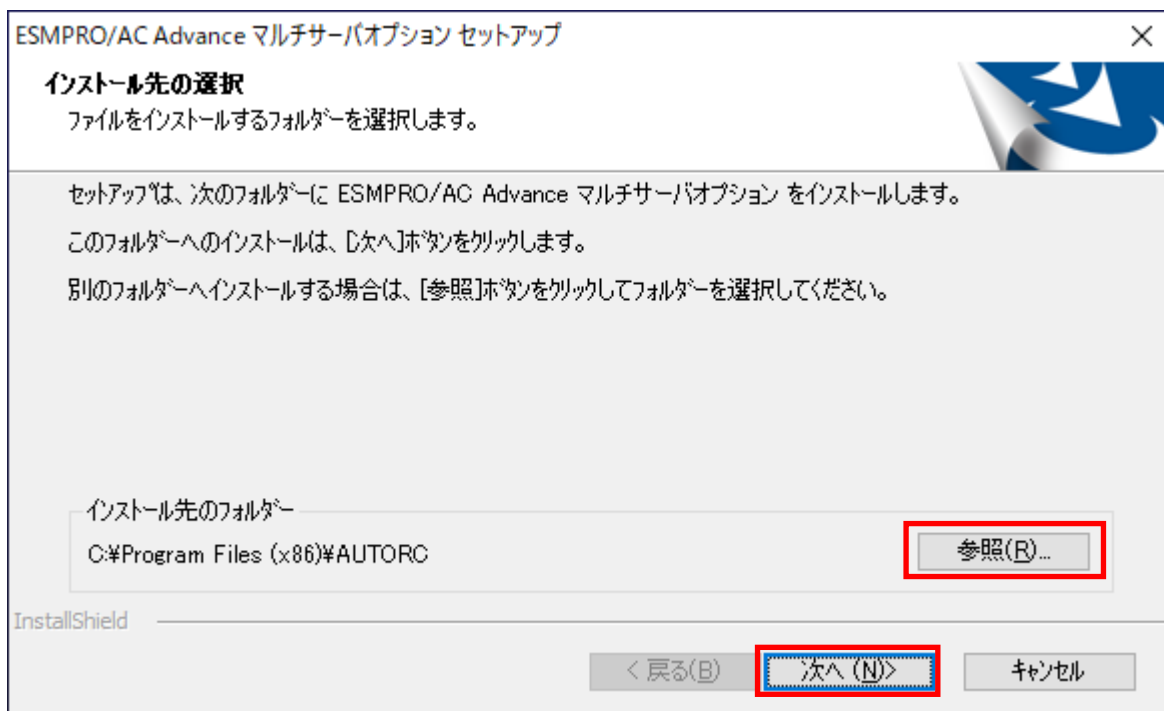 ESMPRO/AC Advance マルチサーバオプション セットアップ
インストール先の選択
ファイルをインストールするフォルダーを選択します。
セットアップは、次のフォルダーに ESMPRO/AC Advance マルチサーバオプション をインストールします。
このフォルダーへのインストールは、[次へ]ボタンをクリックします。
別のフォルダーへインストールする場合は、[参照]ボタンをクリックしてフォルダーを選択してください。
インストール先のフォルダー
C:¥Program Files (x86)¥AUTORC
参照(R)...
InstallShield
< 戻る(B)
次へ (N)>
キャンセル